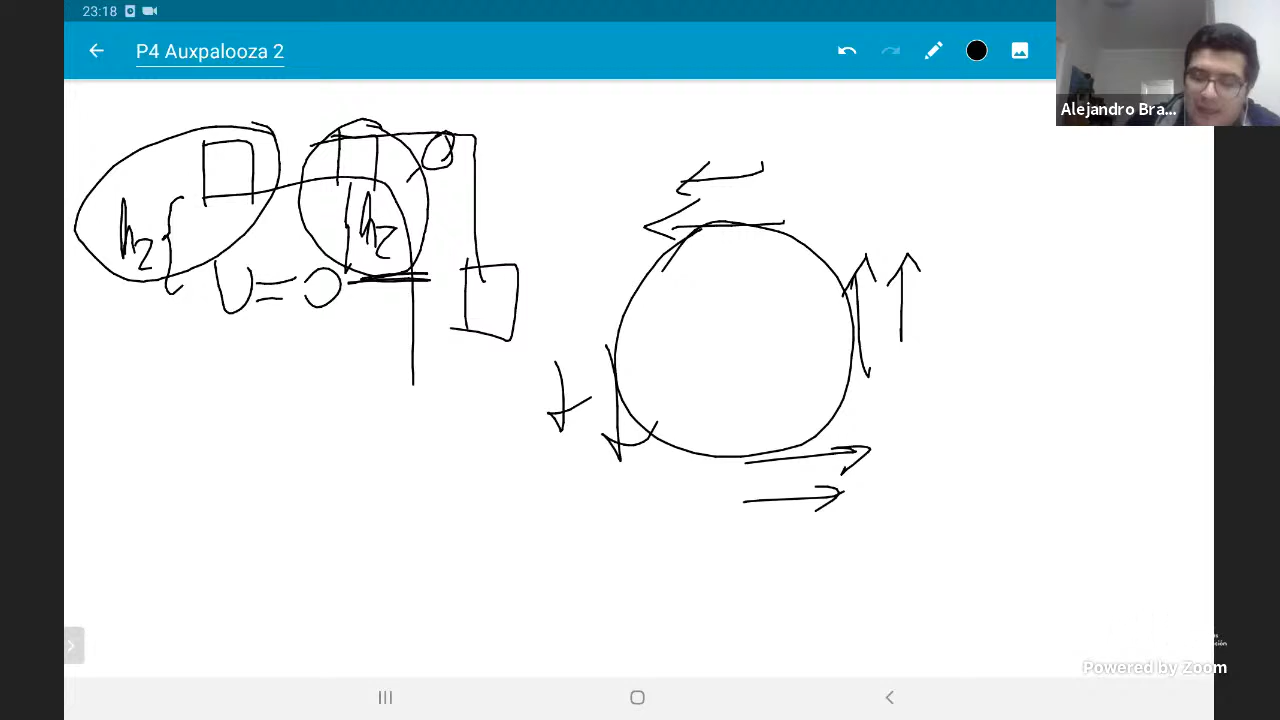 23:18
P4 Auxpalooza 2
Alejandro Bra...
h2
h2
U=0
Powered by Zoom